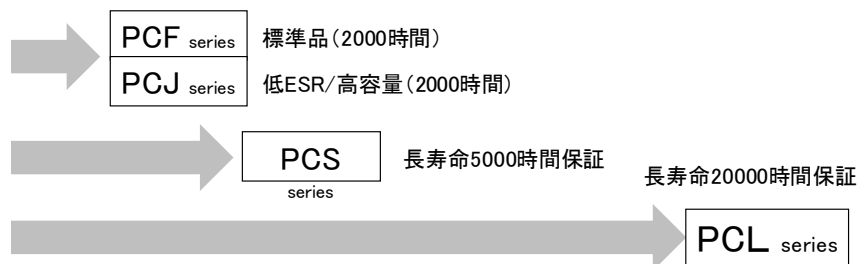 PCF series 標準品(2000時間)
PCJ series 低ESR/高容量(2000時間)
PCS 長寿命5000時間保証
series
長寿命20000時間保証
PCL series